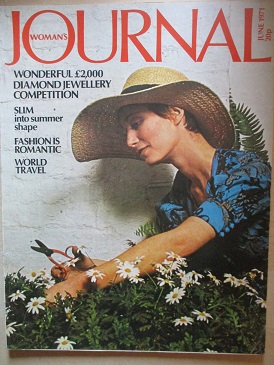 WOMAN'S
JOURNAL
JUNE 1973
20p
WONDERFUL £2,000
DIAMOND JEWELLERY
COMPETITION
SLIM
into summer
shape
FASHION IS
ROMANTIC
WORLD
TRAVEL